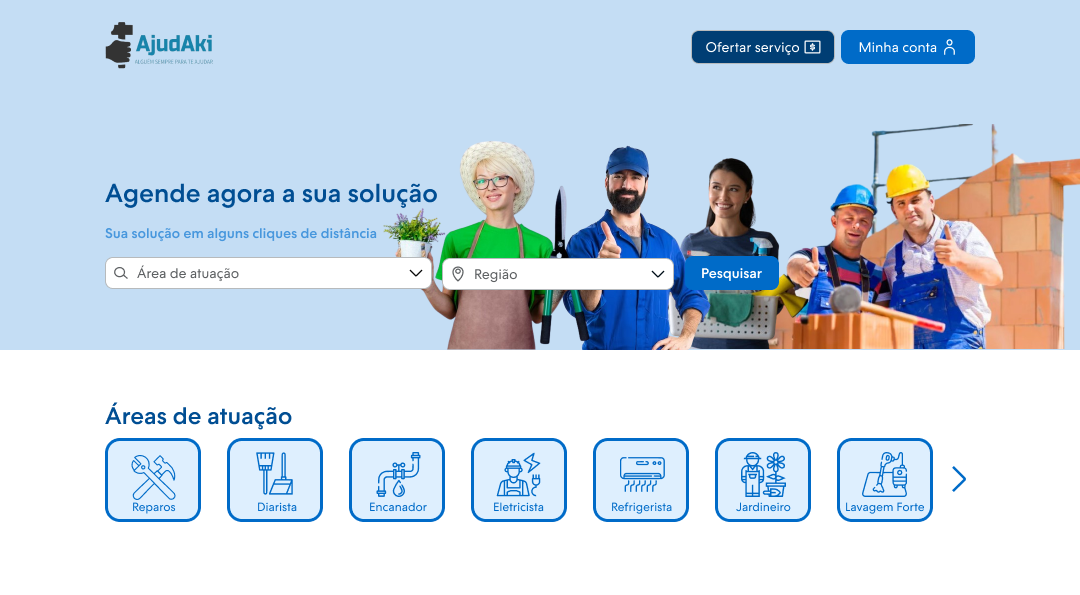 AjudAki
ALGUÉM SEMPRE PARA TE AJUDAR
Ofertar serviço
Minha conta
Agende agora a sua solução
Sua solução em alguns cliques de distância
Área de atuação
Região
Pesquisar
Áreas de atuação
Reparos
Diarista
Encanador
Eletricista
Refrigerista
Jardineiro
Lavagem Forte